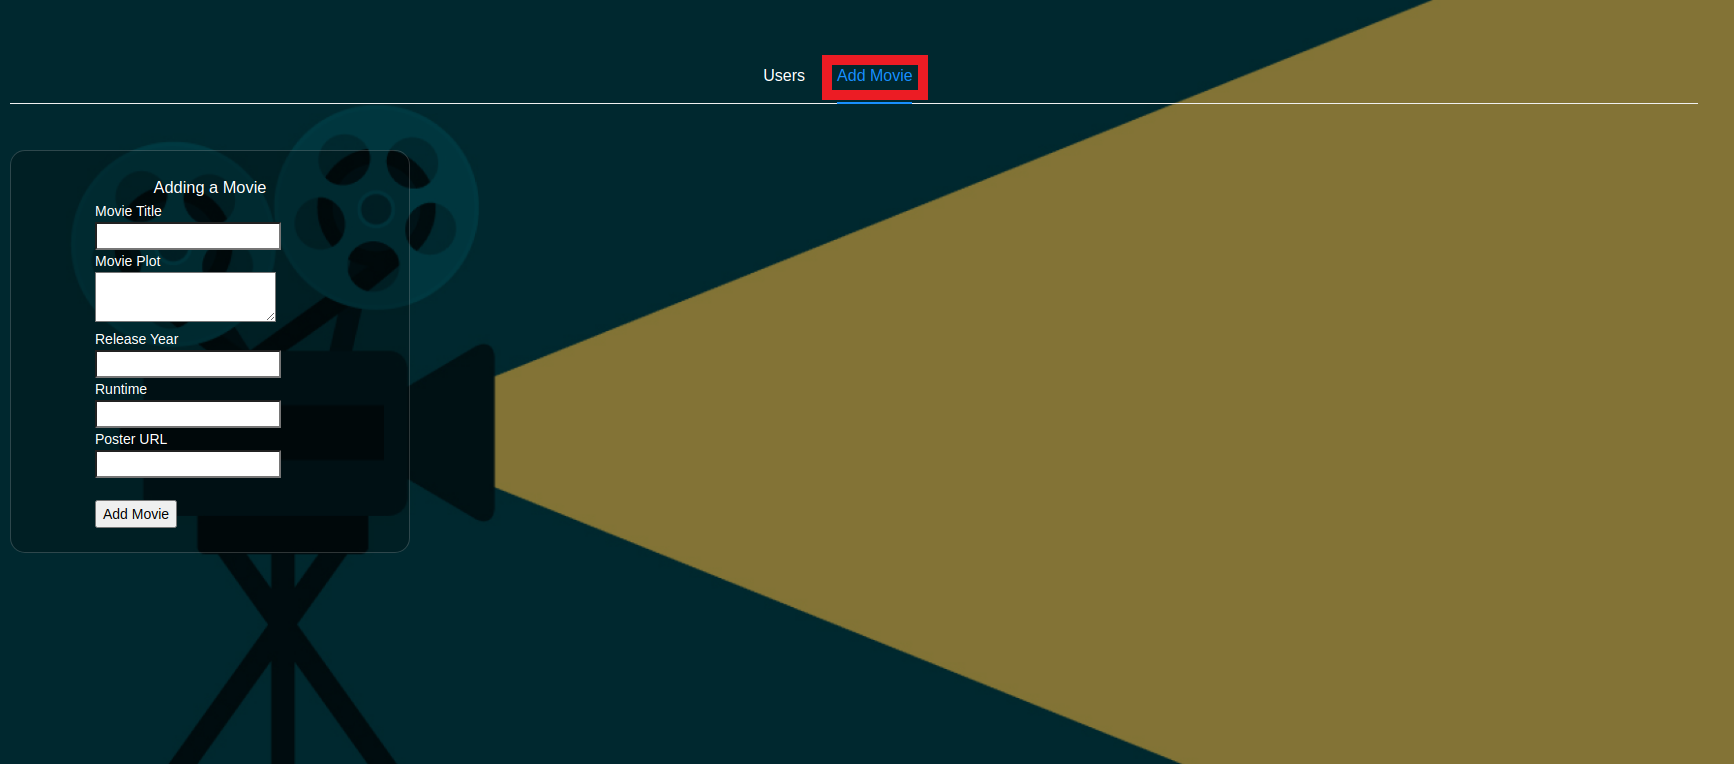 Users Add Movie
Adding a Movie
Movie Title
Movie Plot
Release Year
Runtime
Poster URL
Add Movie